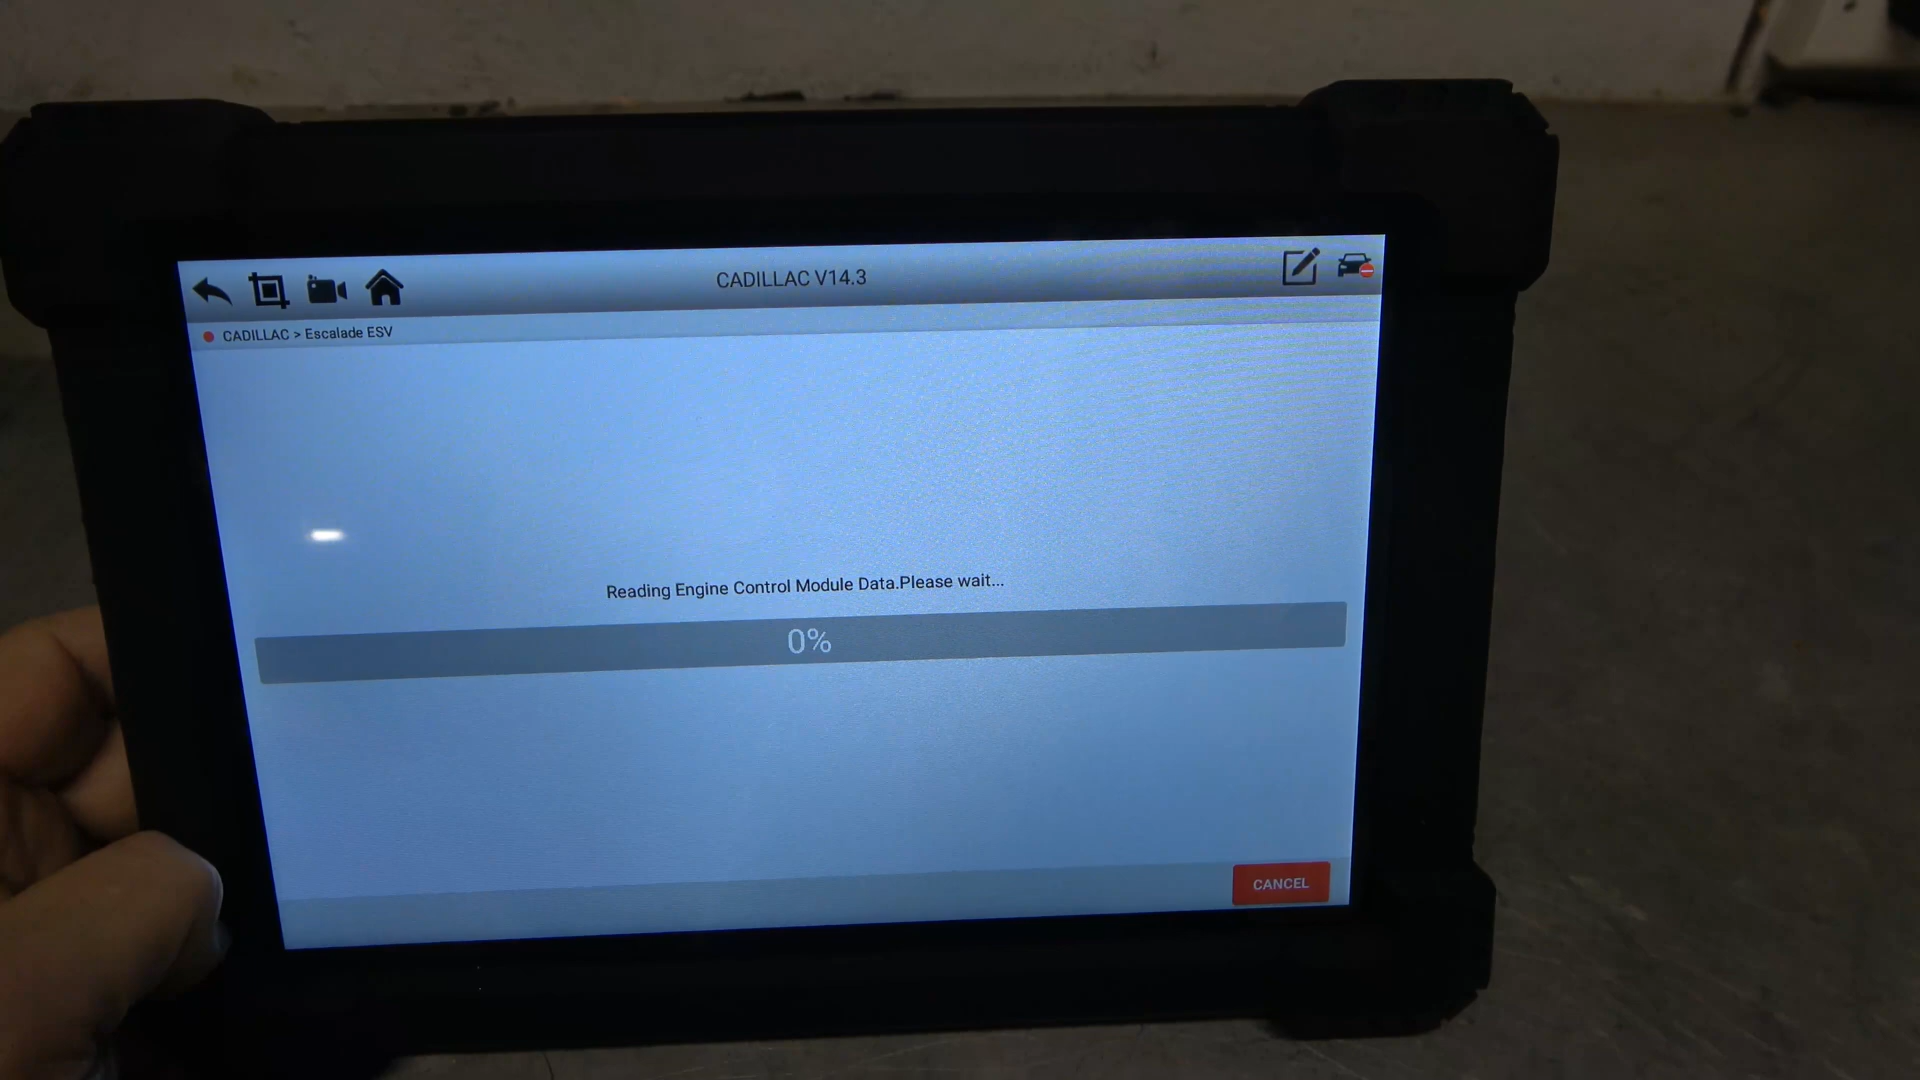 CADILLAC V14.3
CADILLAC > Escalade ESV
Reading Engine Control Module Data.Please wait...
0%
CANCEL